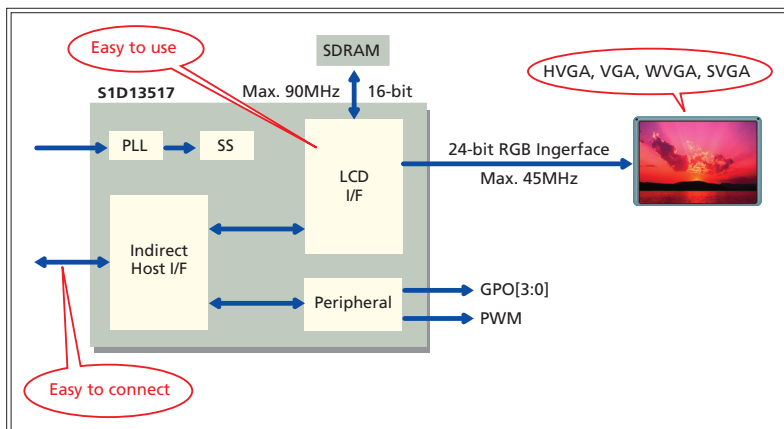 Easy to use
SDRAM
HVGA, VGA, WVGA, SVGA
S1D13517
Max. 90MHz
16-bit
PLL
SS
LCD
I/F
24-bit RGB Ingerface
Max. 45MHz
Indirect
Host I/F
Peripheral
GPO[3:0]
PWM
Easy to connect